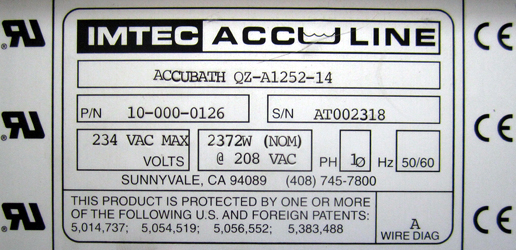 IMTEC ACCULINE
ACCUBATH QZ-A1252-14
P/N 10-000-0126 S/N AT002318
234 VAC MAX 2372W (NOM)
VOLTS @ 208 VAC PH 1Ø Hz 50/60
SUNNYVALE, CA 94089 (408) 745-7800
THIS PRODUCT IS PROTECTED BY ONE OR MORE
OF THE FOLLOWING U.S. AND FOREIGN PATENTS:
5,014,737; 5,054,519; 5,056,552; 5,383,488
A
WIRE DIAG
CE
CE
CE